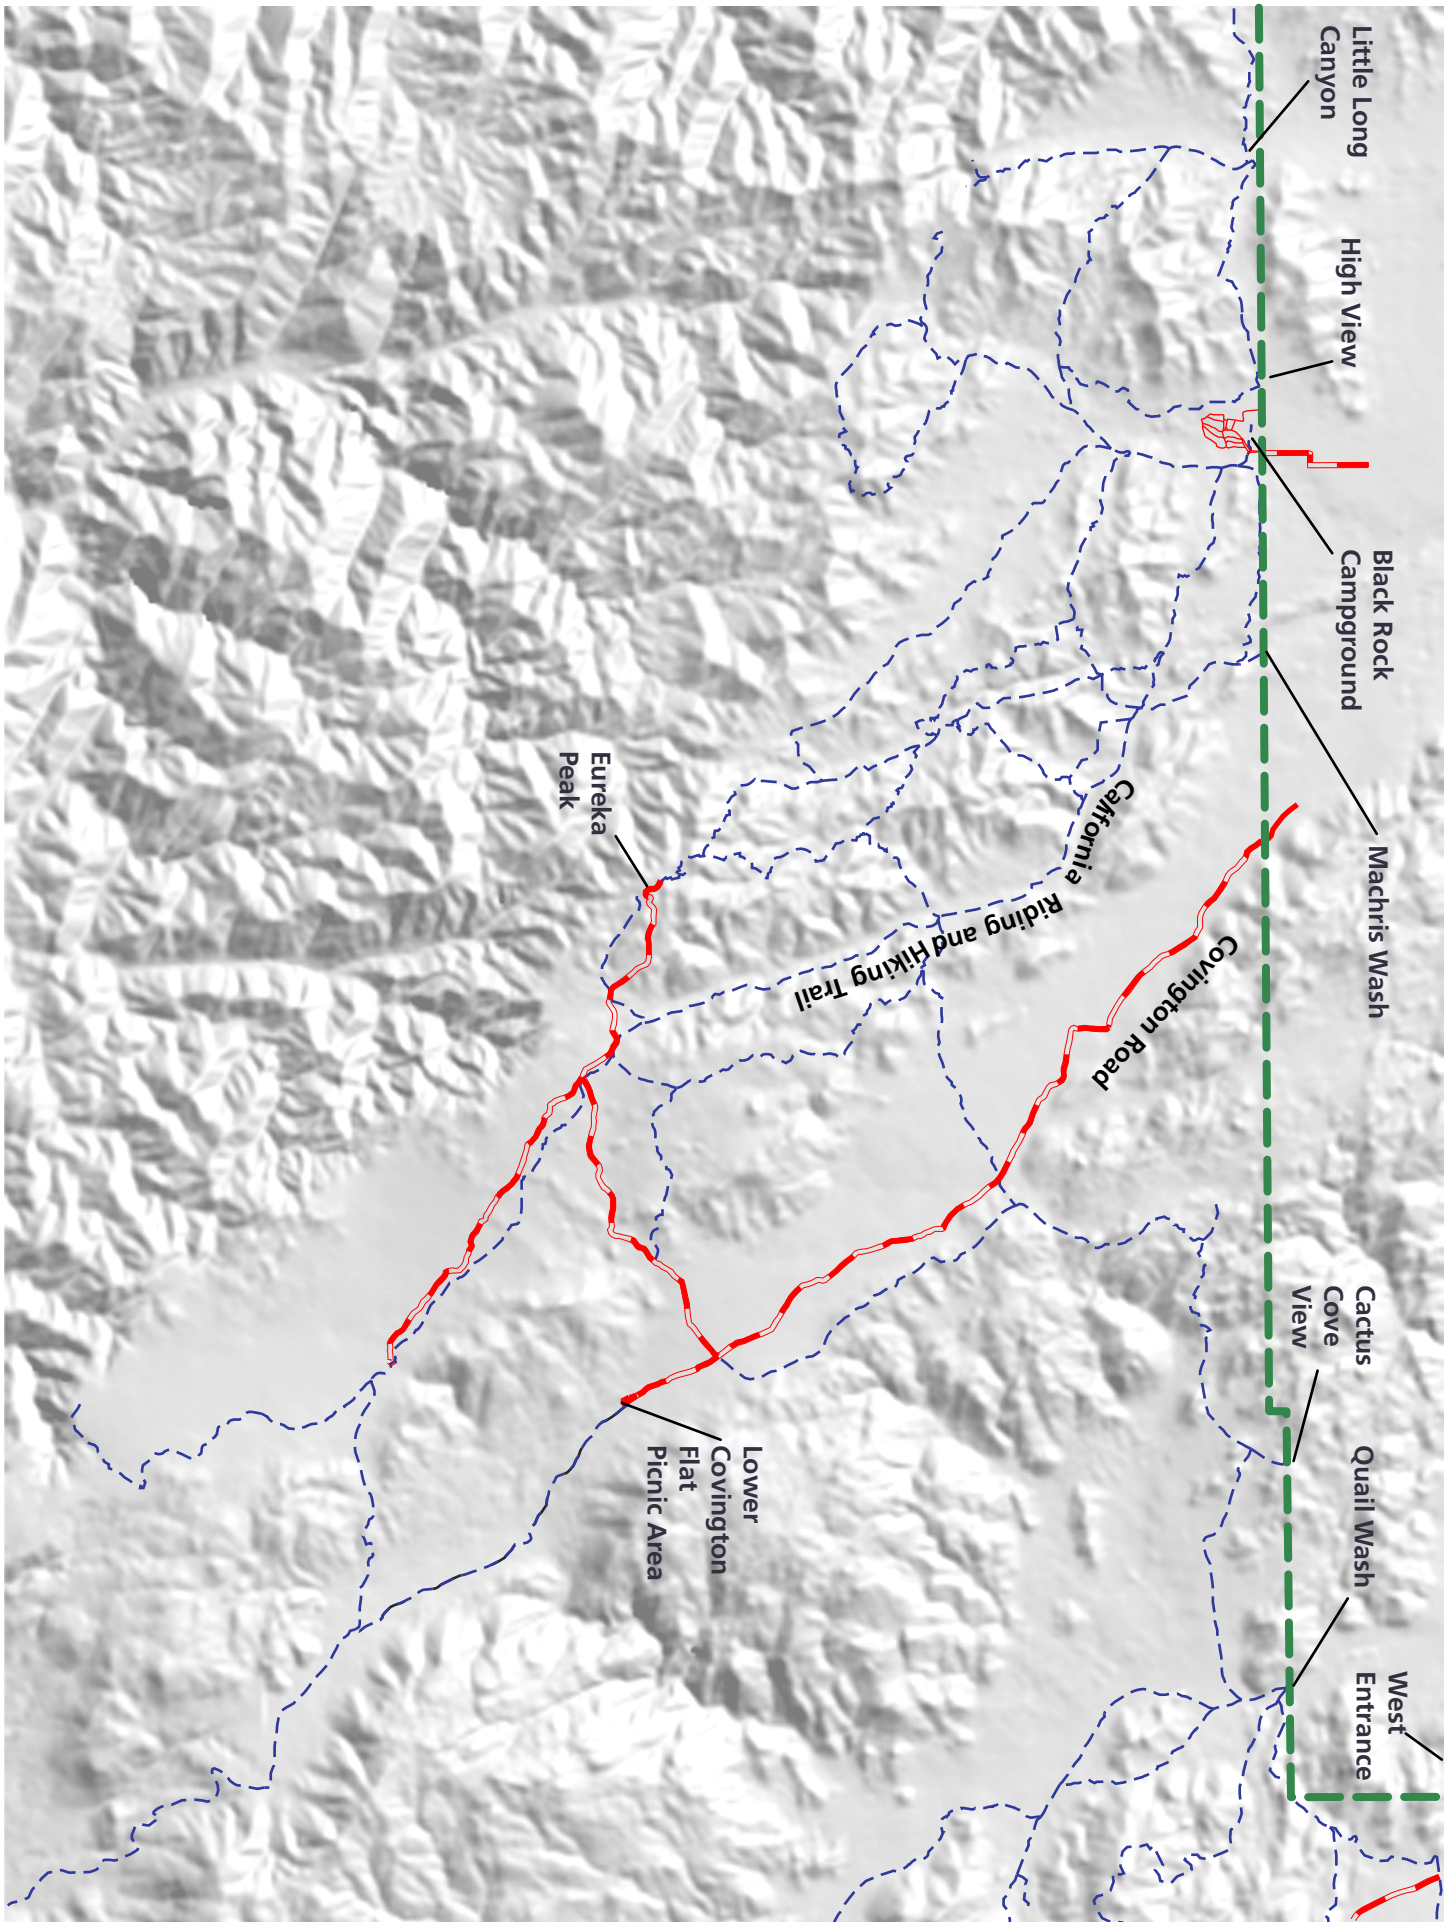 Little Long
Canyon
High View
Black Rock
Campground
Machris Wash
Eureka
Peak
California Riding and Hiking Trail
Covington Road
Cactus
Cove
View
Lower
Covington
Flat
Picnic Area
Quail Wash
West
Entrance